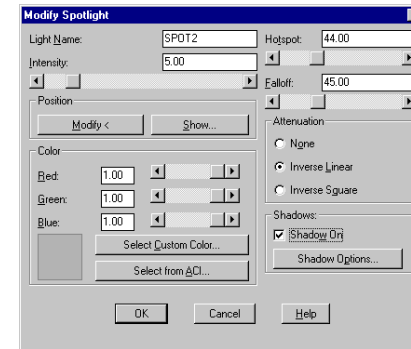 Modify Spotlight
Light Name: SPOT2
Intensity: 5.00
Position
Modify <
Show...
Color
Red: 1.00
Green: 1.00
Blue: 1.00
Select Custom Color...
Select from ACI...
Hotspot: 44.00
Falloff: 45.00
Attenuation
None
Inverse Linear
Inverse Square
Shadows:
Shadow On
Shadow Options...
OK
Cancel
Help